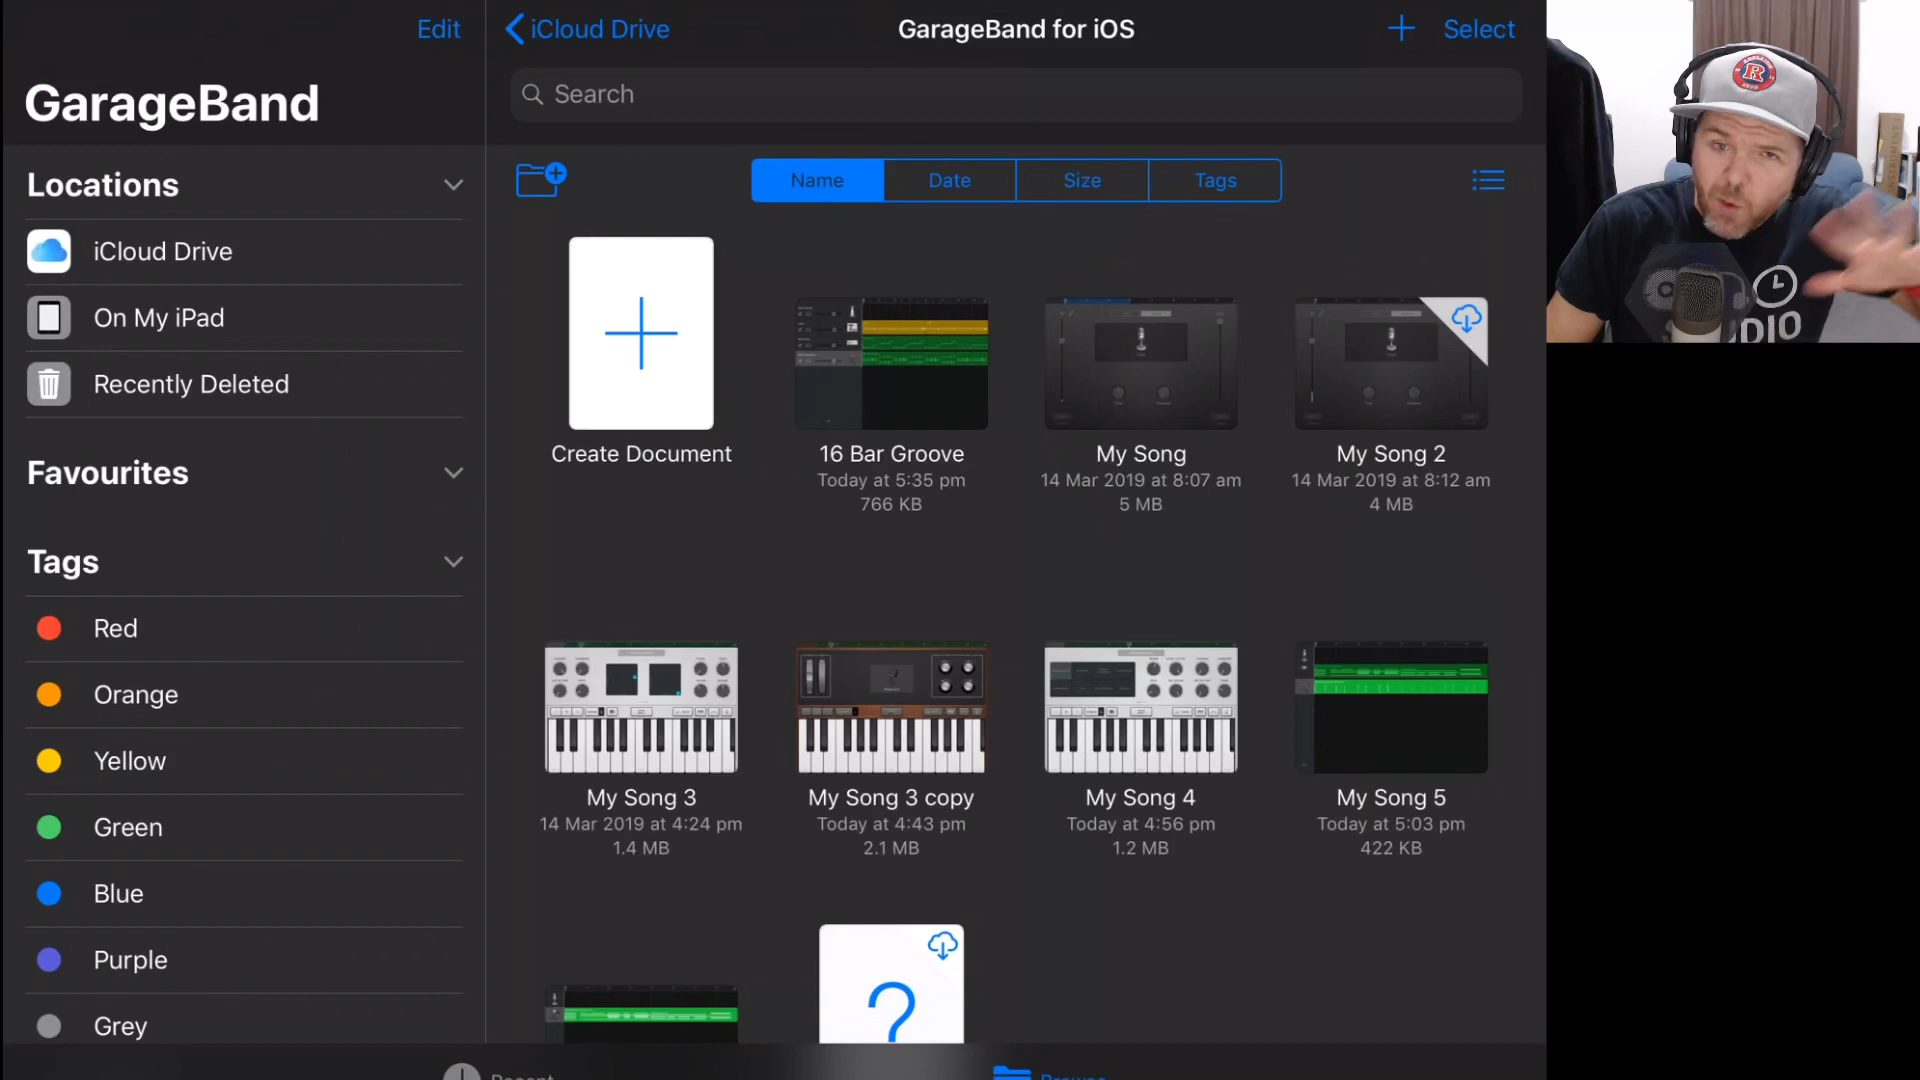 Edit
GarageBand
Locations
iCloud Drive
On My iPad
Recently Deleted
Favourites
Tags
Red
Orange
Yellow
Green
Blue
Purple
Grey
iCloud Drive
GarageBand for iOS
Select
Search
Name
Date
Size
Tags
Create Document
16 Bar Groove
Today at 5:35 pm
766 KB
My Song
14 Mar 2019 at 8:07 am
5 MB
My Song 2
14 Mar 2019 at 8:12 am
4 MB
My Song 3
14 Mar 2019 at 4:24 pm
1.4 MB
My Song 3 copy
Today at 4:43 pm
2.1 MB
My Song 4
Today at 4:56 pm
1.2 MB
My Song 5
Today at 5:03 pm
422 KB
?
Recent
Browse
R